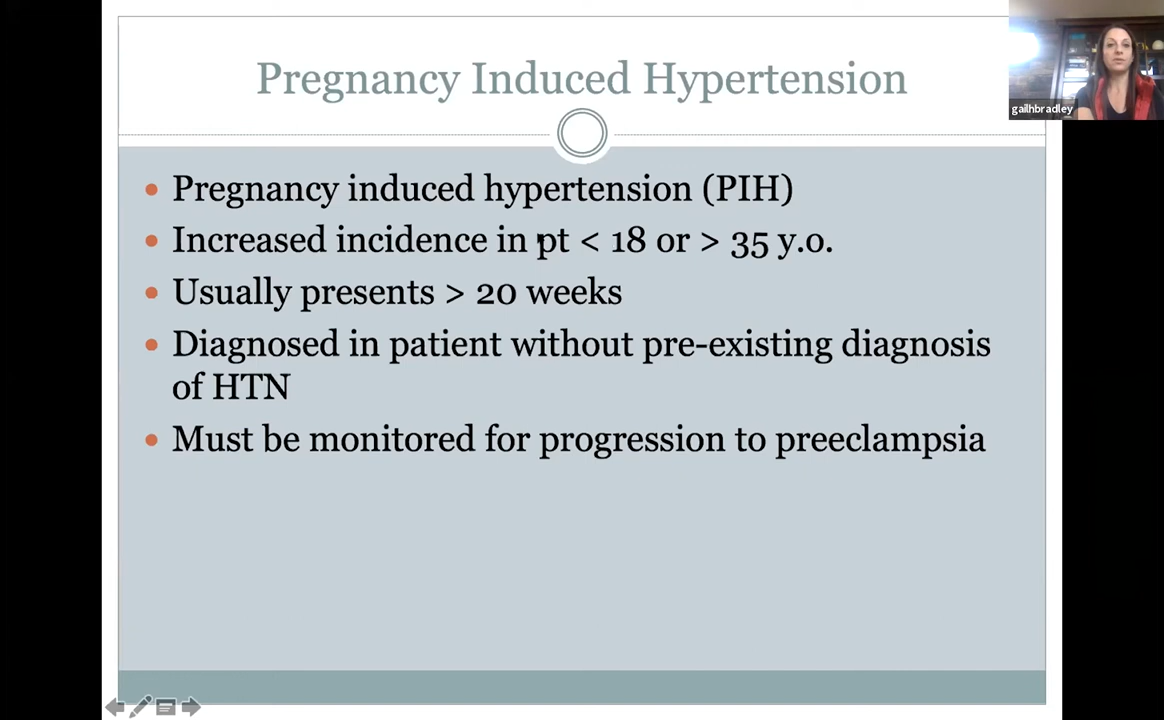 Pregnancy Induced Hypertension
gailhbradley
Pregnancy induced hypertension (PIH)
Increased incidence in pt < 18 or > 35 y.o.
Usually presents > 20 weeks
Diagnosed in patient without pre-existing diagnosis
of HTN
Must be monitored for progression to preeclampsia